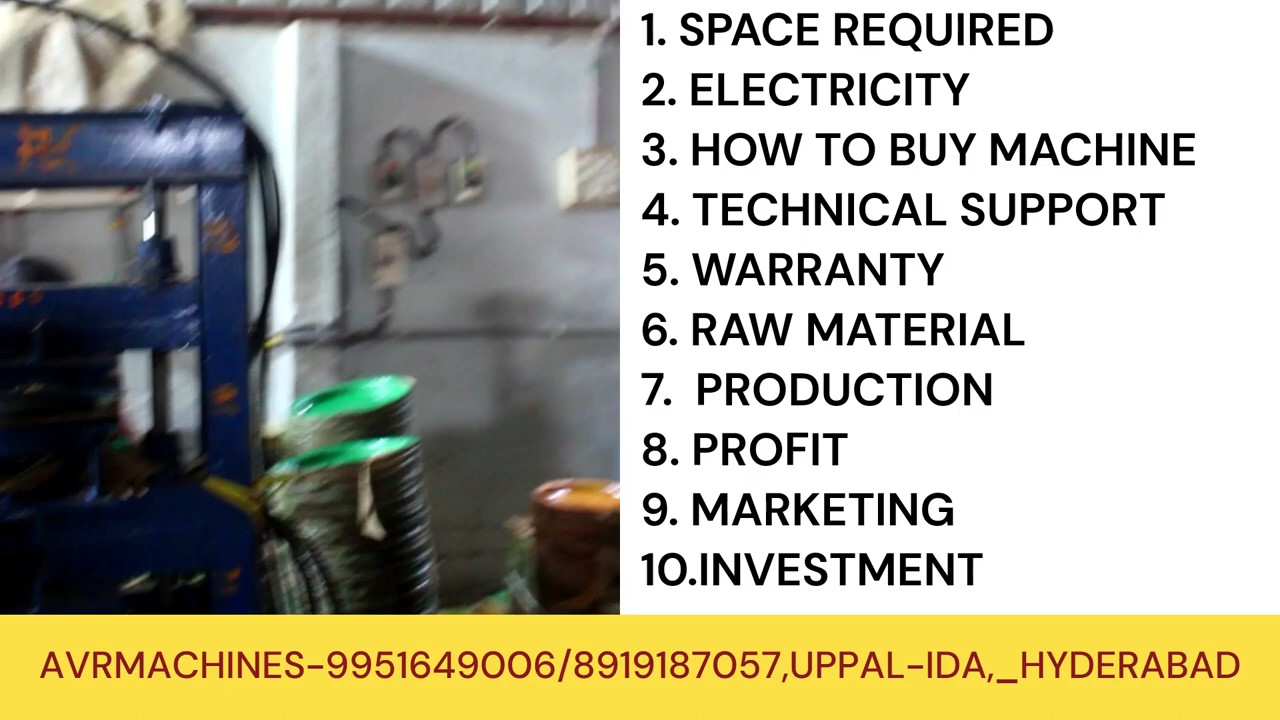 1. SPACE REQUIRED
2. ELECTRICITY
3. HOW TO BUY MACHINE
4. TECHNICAL SUPPORT
5. WARRANTY
6. RAW MATERIAL
7. PRODUCTION
8. PROFIT
9. MARKETING
10.INVESTMENT
AVRMACHINES-9951649006/8919187057,UPPAL-IDA,_HYDERABAD